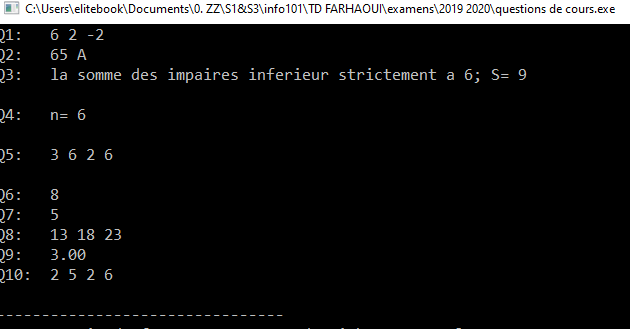 C:\Users\elitebook\Documents\0. ZZ\S1&S3\info101\TD FARHAOUI\examens\2019 2020\questions de cours.exe
Q1: 6 2 -2
Q2: 65 A
Q3: la somme des impaires inferieur strictement a 6; S= 9
Q4: n= 6
Q5: 3 6 2 6
Q6: 8
Q7: 5
Q8: 13 18 23
Q9: 3.00
Q10: 2 5 2 6
--------------------------------